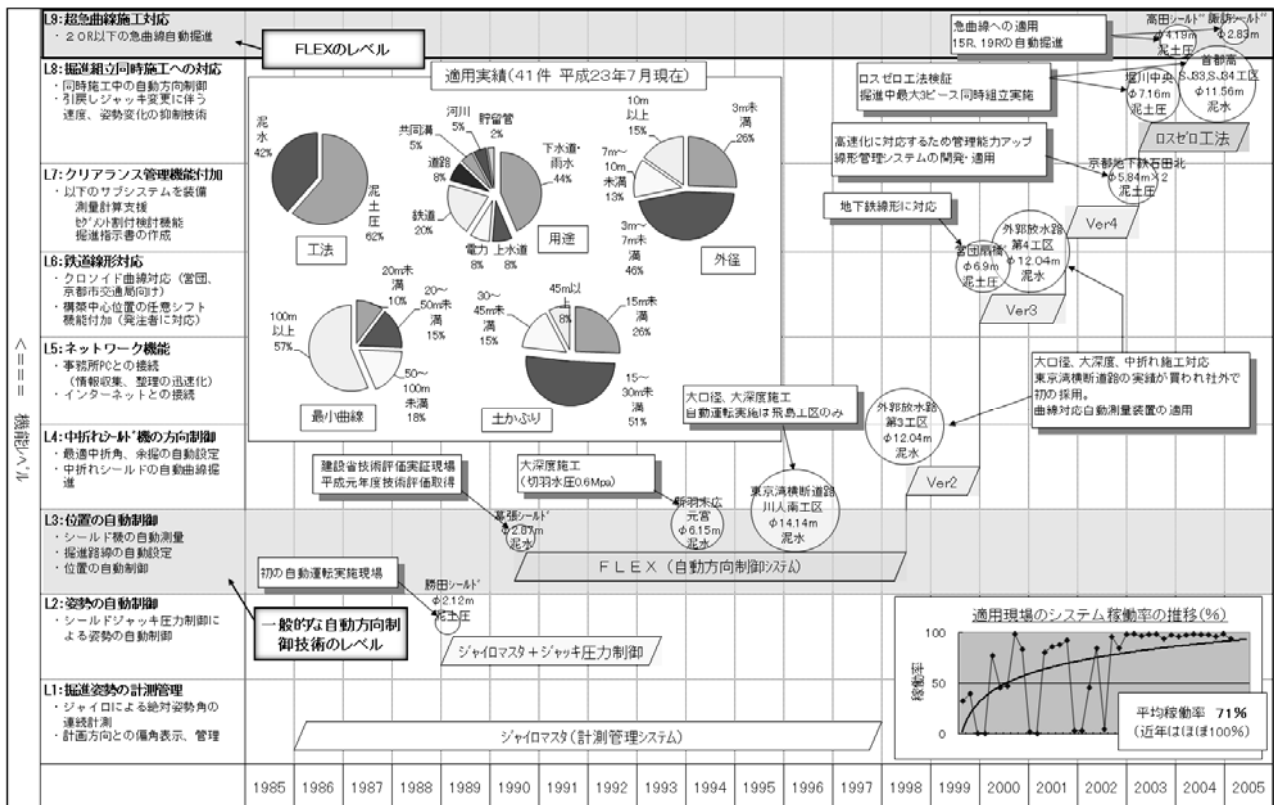 L9:超急曲線施工対応
・20R以下の急曲線自動掘進
FLEXのレベル
L8:掘進組立同時施工への対応
・同時施工中の自動方向制御
・引戻しジャッキ変更に伴う
速度、姿勢変化の抑制技術
L7:クリアランス管理機能付加
・以下のサブシステムを装備
測量計算支援
セグメント割付検討機能
掘進指示書の作成
L6:鉄道線形対応
・クロソイド曲線対応（営団、
京都市交通局向け）
・構築中心位置の任意シフト
機能付加（発注者に対応）
L5:ネットワーク機能
・事務所PCとの接続
（情報収集、整理の迅速化）
・インターネットとの接続
L4:中折れシールド機の方向制御
・最適中折角、余掘の自動設定
・中折れシールドの自動曲線掘
進
L3:位置の自動制御
・シールド機の自動測量
・掘進路線の自動設定
・位置の自動制御
L2:姿勢の自動制御
・シールドジャッキ圧力制御に
よる姿勢の自動制御
一般的な自動方向制
御技術のレベル
L1:掘進姿勢の計測管理
・ジャイロによる絶対姿勢角の
連続計測
・計画方向との偏角表示、管理
<=== 機能レベル
適用実績(41件 平成23年7月現在)
泥水
42%
泥土圧
62%
工法
共同溝
5%
河川
5%
貯留管
2%
下水道・
雨水
44%
道路
8%
鉄道
20%
電力
8%
上水道
8%
用途
10m
以上
15%
3m未
満
26%
7m～
10m
未満
13%
3m～
7m未
満
46%
外径
20m未
満
10%
20～
50m未
満
15%
50～
100m
未満
18%
100m
以上
57%
最小曲線
45m以
上
8%
30～
45m未
満
15%
15m未
満
26%
15～
30m未
満
51%
土かぶり
急曲線への適用
15R、19Rの自動掘進
高田シールド
φ4.19m
泥土圧
諏訪シールド
φ2.83m
ロスゼロ工法検証
掘進中最大3ピース同時組立実施
堀川中央
φ7.16m
泥土圧
首都高
SJ33,SJ34工区
φ11.56m
泥水
ロスゼロ工法
高速化に対応するため管理能力アップ
線形管理システムの開発・適用
京都地下鉄石田北
φ5.84m×2
泥土圧
地下鉄線形に対応
営団扇橋
φ6.9m
泥土圧
外郭放水路
第4工区
φ12.04m
泥水
Ver4
Ver3
大口径、大深度、中折れ施工対応
東京湾横断道路の実績が買われ社外で
初の採用。
曲線対応自動測量装置の適用
大口径、大深度施工
自動運転実施は飛島工区のみ
外郭放水路
第3工区
φ12.04m
泥水
Ver2
建設省技術評価実証現場
平成元年度技術評価取得
大深度施工
（切羽水圧0.6Mpa）
幕張シールド
φ2.87m
泥水
新羽末広
元宮
φ6.15m
泥水
東京湾横断道路
川人南工区
φ14.14m
泥水
FLEX（自動方向制御システム）
初の自動運転実施現場
勝田シールド
φ2.12m
泥土圧
ジャイロマスタ＋ジャッキ圧力制御
ジャイロマスタ(計測管理システム)
適用現場のシステム稼働率の推移(%)
稼働率
100
50
0
平均稼働率 71%
（近年はほぼ100%）
1985 1986 1987 1988 1989 1990 1991 1992 1993 1994 1995 1996 1997 1998 1999 2000 2001 2002 2003 2004 2005